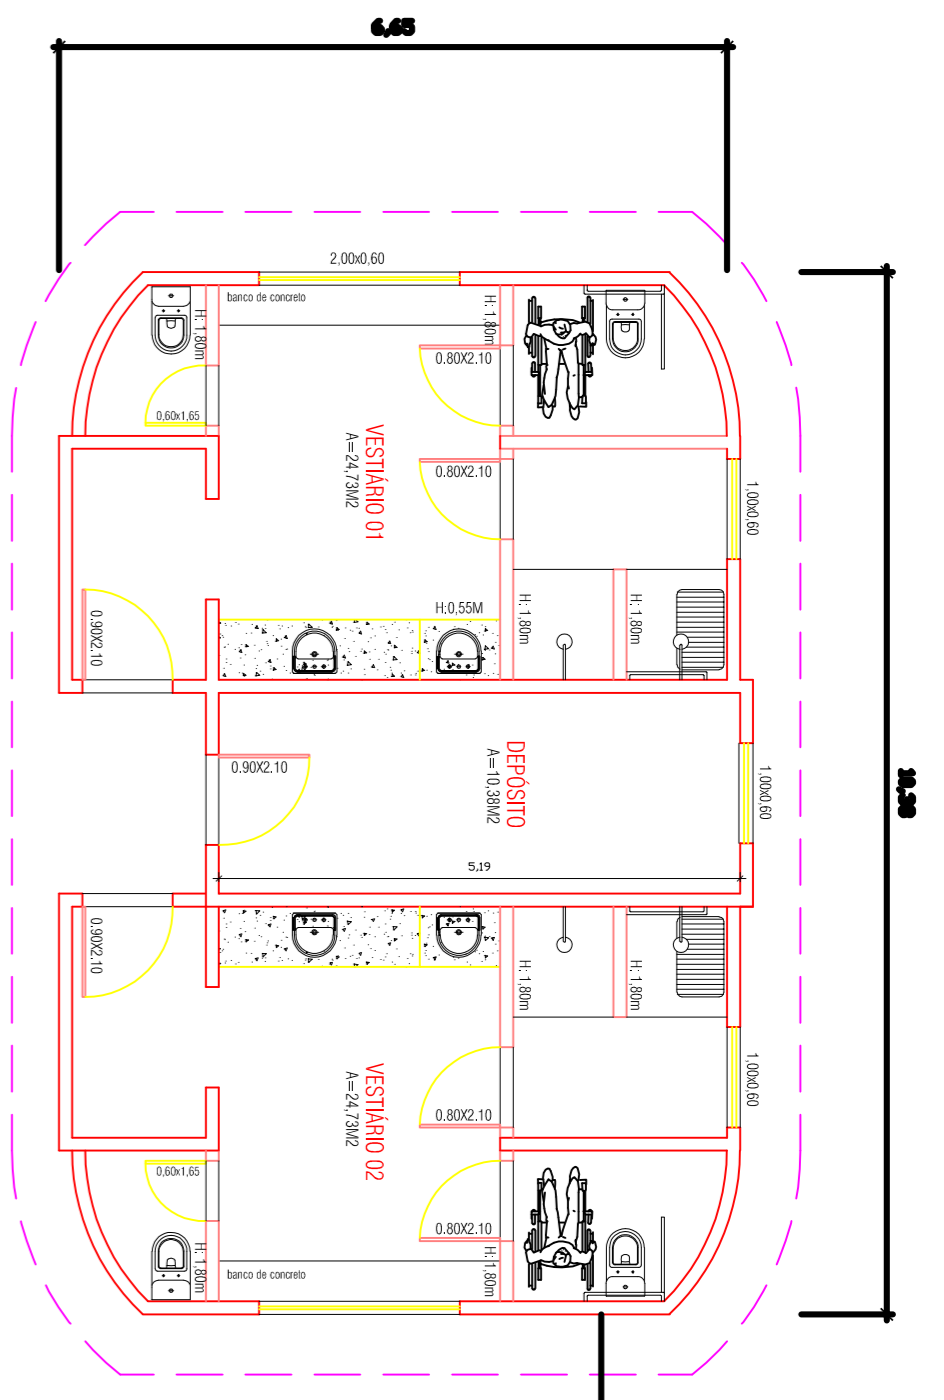 6,65
2,00x0,60
banco de concreto
H: 1,80m
H: 1,80m
0.80X2.10
0,60x1,65
VESTIÁRIO 01
A=24,73M2
0.80X2.10
1,00x0,60
H:0,55M
H: 1,80m
H: 1,80m
0.90X2.10
DEPÓSITO
A=10,38M2
0.90X2.10
1,00x0,60
5,19
0.90X2.10
H: 1,80m
H: 1,80m
1,00x0,60
VESTIÁRIO 02
A=24,73M2
0.80X2.10
0,60x1,65
0.80X2.10
H: 1,80m
H: 1,80m
banco de concreto